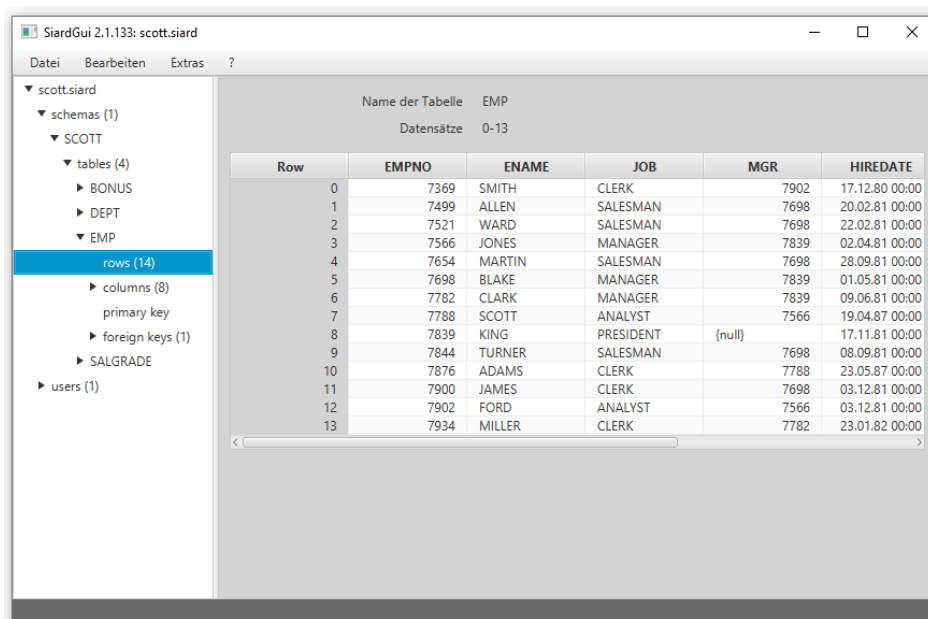 SiardGui 2.1.133: scott.siard
Datei Bearbeiten Extras ?
scott.siard
schemas (1)
SCOTT
tables (4)
BONUS
DEPT
EMP
rows (14)
columns (8)
primary key
foreign keys (1)
SALGRADE
users (1)
Name der Tabelle EMP
Datensätze 0-13
Row EMPNO ENAME JOB MGR HIREDATE
0 7369 SMITH CLERK 7902 17.12.80 00:00
1 7499 ALLEN SALESMAN 7698 20.02.81 00:00
2 7521 WARD SALESMAN 7698 22.02.81 00:00
3 7566 JONES MANAGER 7839 02.04.81 00:00
4 7654 MARTIN SALESMAN 7698 28.09.81 00:00
5 7698 BLAKE MANAGER 7839 01.05.81 00:00
6 7782 CLARK MANAGER 7839 09.06.81 00:00
7 7788 SCOTT ANALYST 7566 19.04.87 00:00
8 7839 KING PRESIDENT {null} 17.11.81 00:00
9 7844 TURNER SALESMAN 7698 08.09.81 00:00
10 7876 ADAMS CLERK 7788 23.05.87 00:00
11 7900 JAMES CLERK 7698 03.12.81 00:00
12 7902 FORD ANALYST 7566 03.12.81 00:00
13 7934 MILLER CLERK 7782 23.01.82 00:00